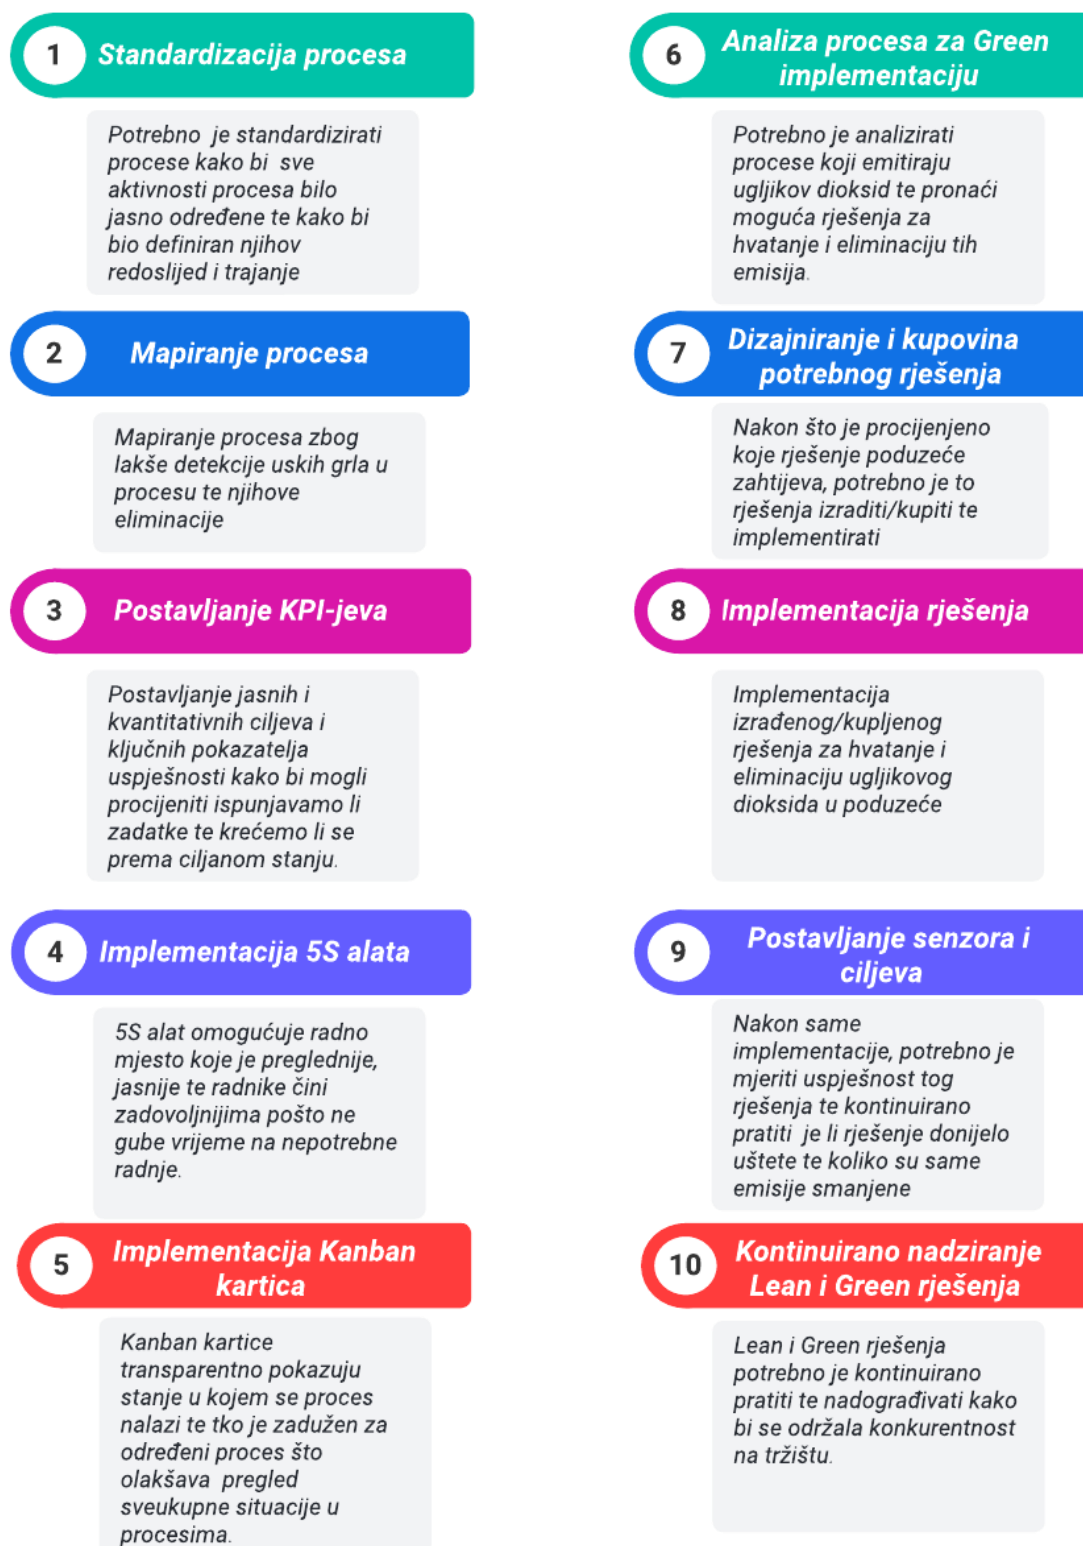 1
Standardizacija procesa
Potrebno je standardizirati
procese kako bi sve
aktivnosti procesa bilo
jasno određene te kako bi
bio definiran njihov
redoslijed i trajanje
2
Mapiranje procesa
Mapiranje procesa zbog
lakše detekcije uskih grla u
procesu te njihove
eliminacije
3
Postavljanje KPI-jeva
Postavljanje jasnih i
kvantitativnih ciljeva i
ključnih pokazatelja
uspješnosti kako bi mogli
procijeniti ispunjavamo li
zadatke te krećemo li se
prema ciljanom stanju.
4
Implementacija 5S alata
5S alat omogućuje radno
mjesto koje je preglednije,
jasnije te radnike čini
zadovoljnijima pošto ne
gube vrijeme na nepotrebne
radnje.
5
Implementacija Kanban
kartica
Kanban kartice
transparentno pokazuju
stanje u kojem se proces
nalazi te tko je zadužen za
određeni proces što
olakšava pregled
sveukupne situacije u
procesima.
6
Analiza procesa za Green
implementaciju
Potrebno je analizirati
procese koji emitiraju
ugljikov dioksid te pronaći
moguća rješenja za
hvatanje i eliminaciju tih
emisija.
7
Dizajniranje i kupovina
potrebnog rješenja
Nakon što je procijenjeno
koje rješenje poduzeće
zahtijeva, potrebno je to
rješenja izraditi/kupiti te
implementirati
8
Implementacija rješenja
Implementacija
izrađenog/kupljenog
rješenja za hvatanje i
eliminaciju ugljikovog
dioksida u poduzeće
9
Postavljanje senzora i
ciljeva
Nakon same
implementacije, potrebno je
mjeriti uspješnost tog
rješenja te kontinuirano
pratiti je li rješenje donijelo
uštete te koliko su same
emisije smanjene
10
Kontinuirano nadziranje
Lean i Green rješenja
Lean i Green rješenja
potrebno je kontinuirano
pratiti te nadograđivati kako
bi se održala konkurentnost
na tržištu.